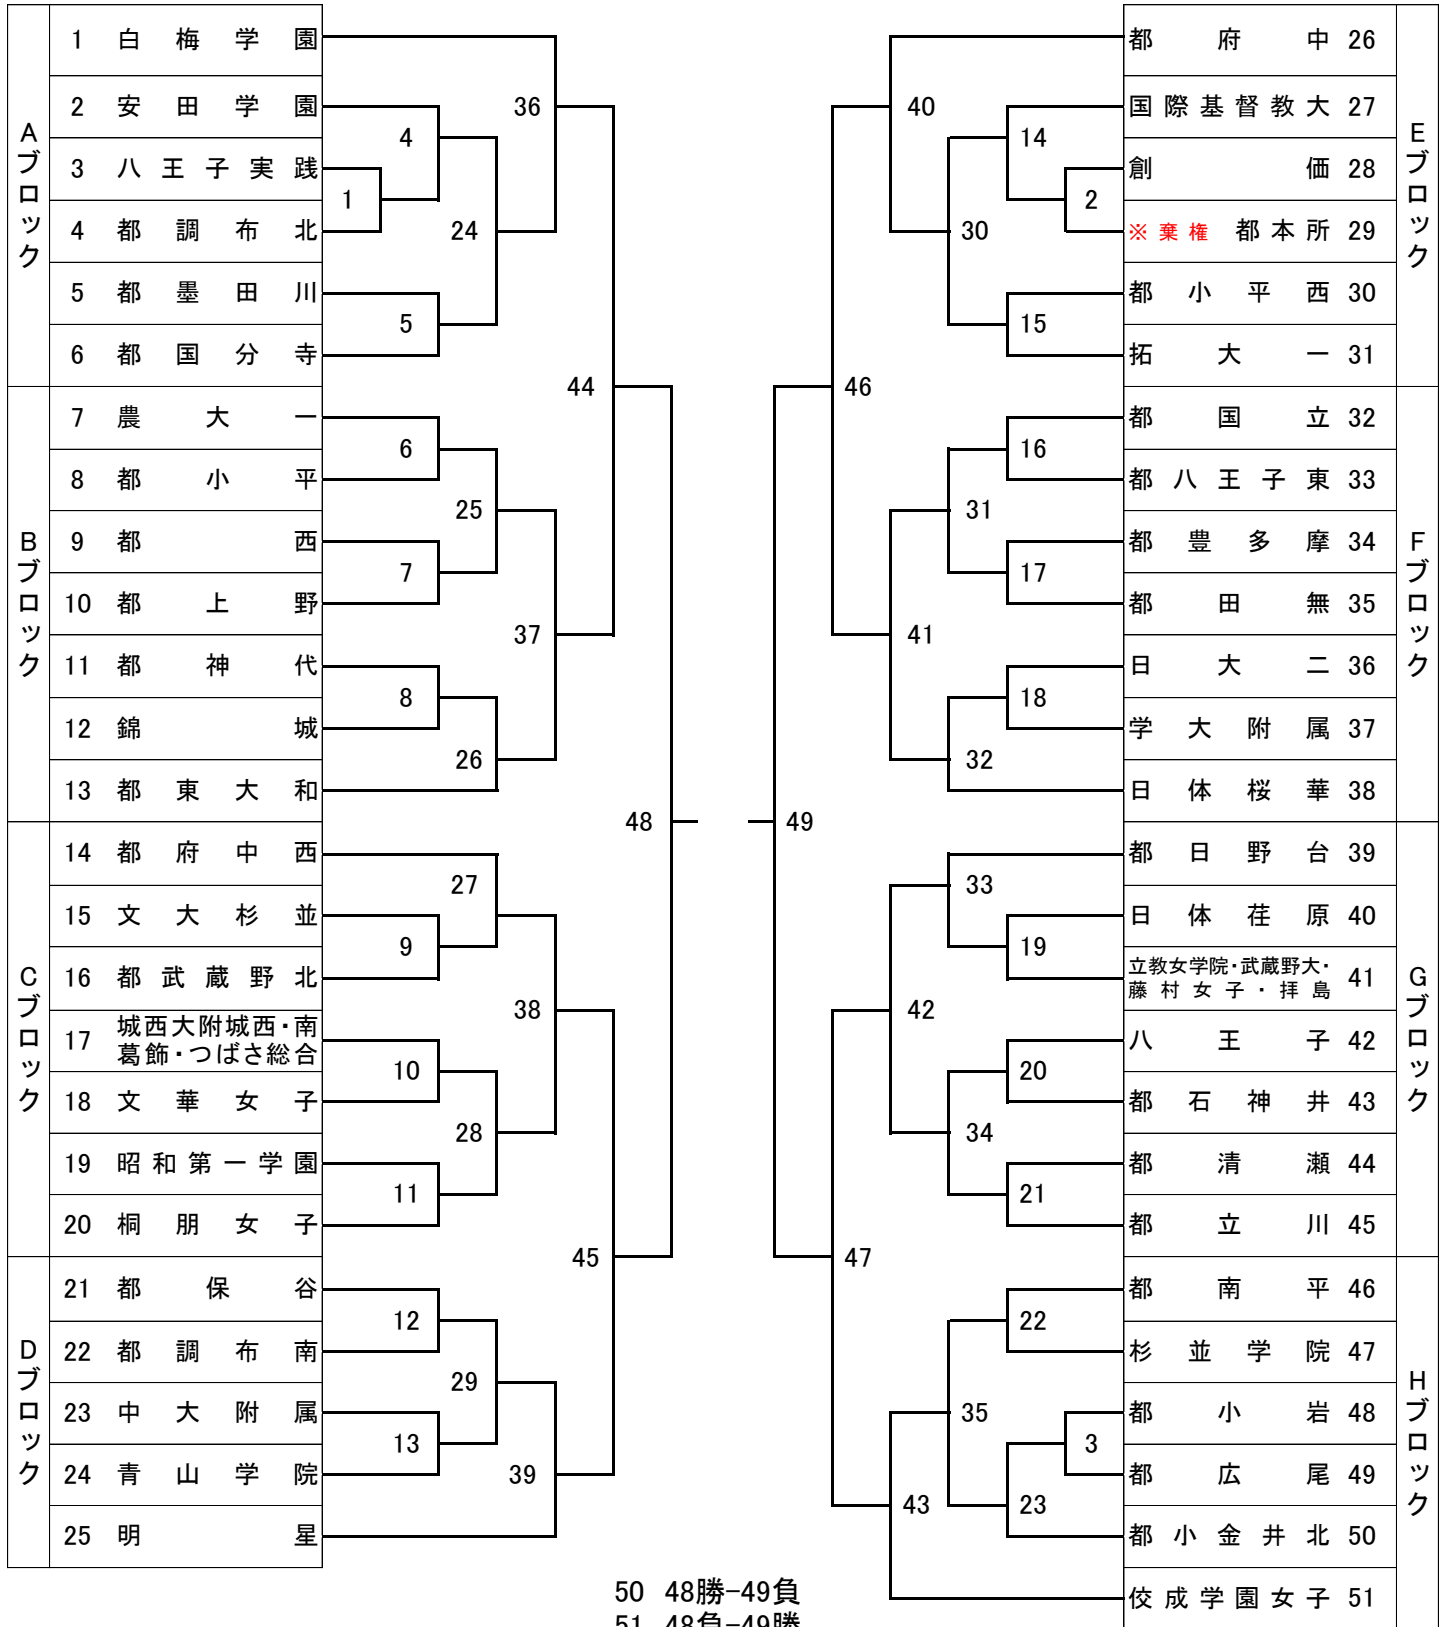 Aブロック
1 白梅学園
2 安田学園
3 八王子実践
4 都調布北
5 都墨田川
6 都国分寺
Bブロック
7 農大一
8 都小平
9 都西
10 都上野
11 都神代
12 錦城
13 都東大和
Cブロック
14 都府中西
15 文大杉並
16 都武蔵野北
17 城西大附城西・南
葛飾・つばさ総合
18 文華女子
19 昭和第一学園
20 桐朋女子
Dブロック
21 都保谷
22 都調布南
23 中大附属
24 青山学院
25 明星
36
4
1
24
5
44
6
25
7
37
8
26
48
27
9
38
10
28
11
45
12
29
13
39
40
14
2
30
15
46
16
31
17
41
18
32
49
33
19
42
20
34
21
47
22
35
3
43
23
都府中 26
国際基督教大 27
創価 28
※棄権 都本所 29
都小平西 30
拓大一 31
Eブロック
都国立 32
都八王子東 33
都豊多摩 34
都田無 35
日大二 36
学大附属 37
日体桜華 38
Fブロック
都日野台 39
日体荏原 40
立教女学院・武蔵野大・
藤村女子・拝島 41
八王子 42
都石神井 43
都清瀬 44
都立川 45
Gブロック
都南平 46
杉並学院 47
都小岩 48
都広尾 49
都小金井北 50
佼成学園女子 51
Hブロック
50 48勝-49負
51 48負-49勝